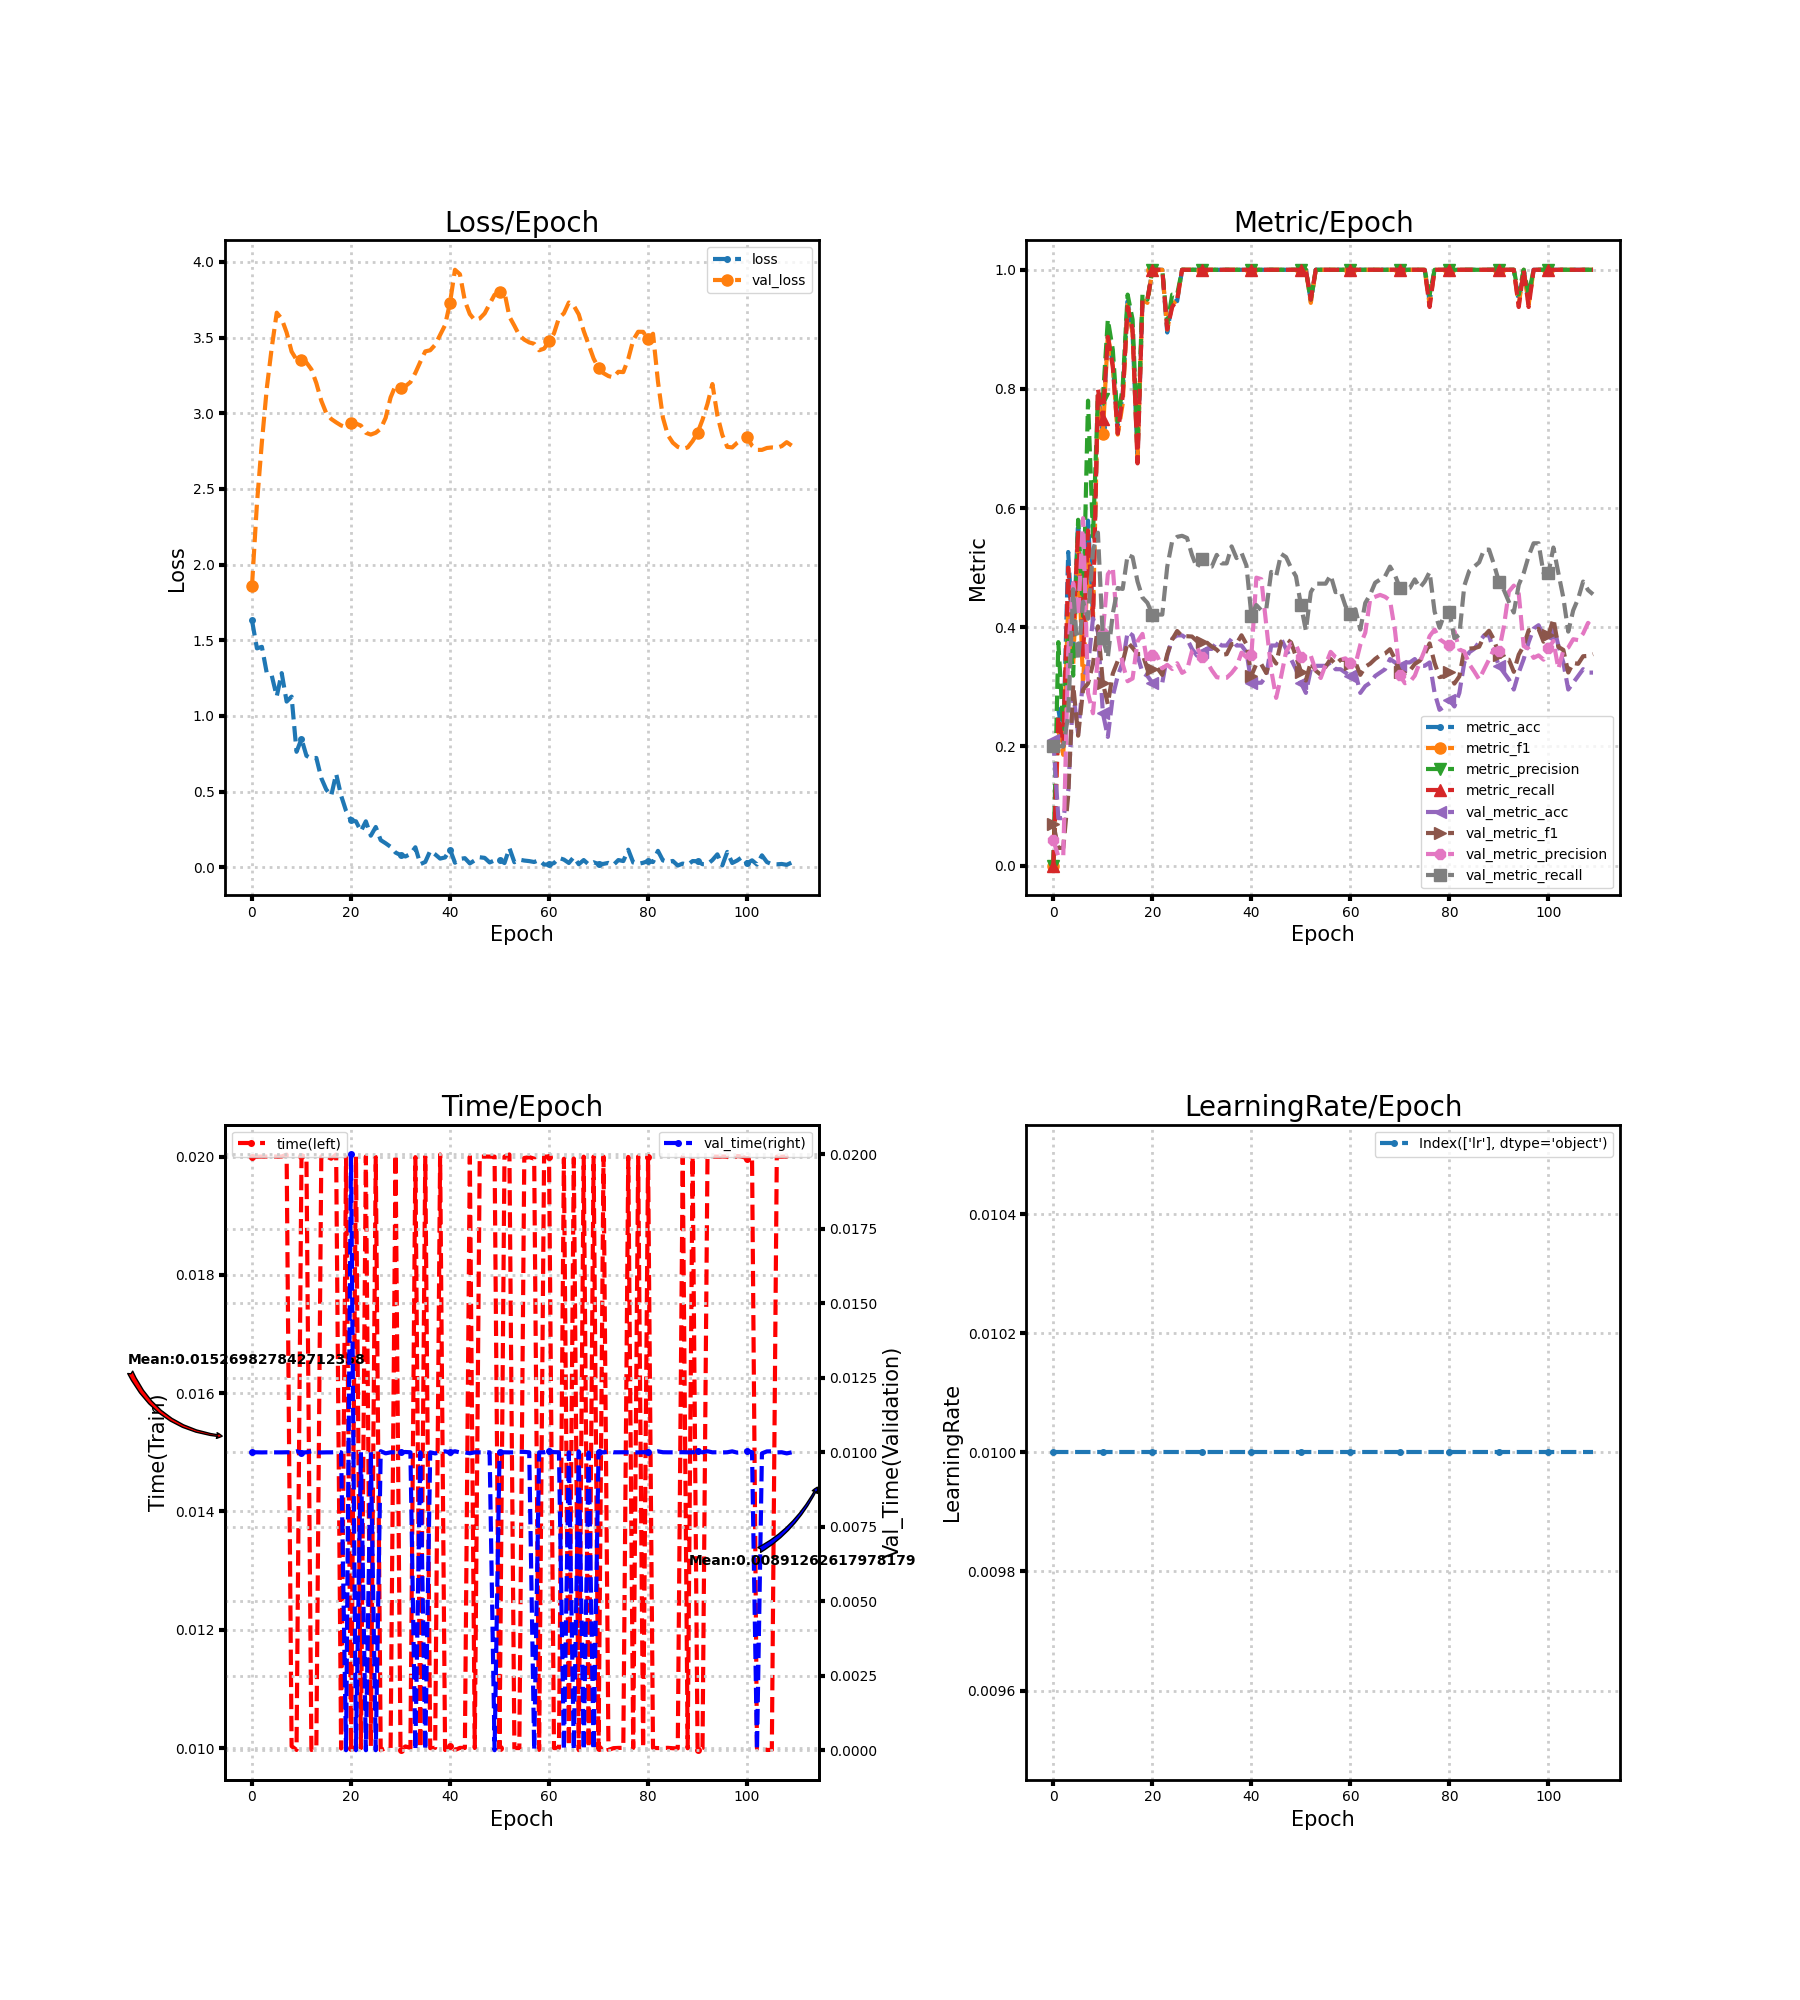 Loss/Epoch
4.0
3.5
3.0
2.5
2.0
1.5
1.0
0.5
0.0
Loss
0 20 40 60 80 100
Epoch
loss
val_loss
Metric/Epoch
1.0
0.8
0.6
0.4
0.2
0.0
Metric
0 20 40 60 80 100
Epoch
metric_acc
metric_f1
metric_precision
metric_recall
val_metric_acc
val_metric_f1
val_metric_precision
val_metric_recall
Time/Epoch
time(left)
val_time(right)
0.020
0.018
0.016
0.014
0.012
0.010
Time(Train)
Mean:0.015269827842712358
0.0200
0.0175
0.0150
0.0125
0.0100
0.0075
0.0050
0.0025
0.0000
Val_Time(Validation)
Mean:0.00891262617978179
0 20 40 60 80 100
Epoch
LearningRate/Epoch
Index(['lr'], dtype='object')
0.0104
0.0102
0.0100
0.0098
0.0096
LearningRate
0 20 40 60 80 100
Epoch